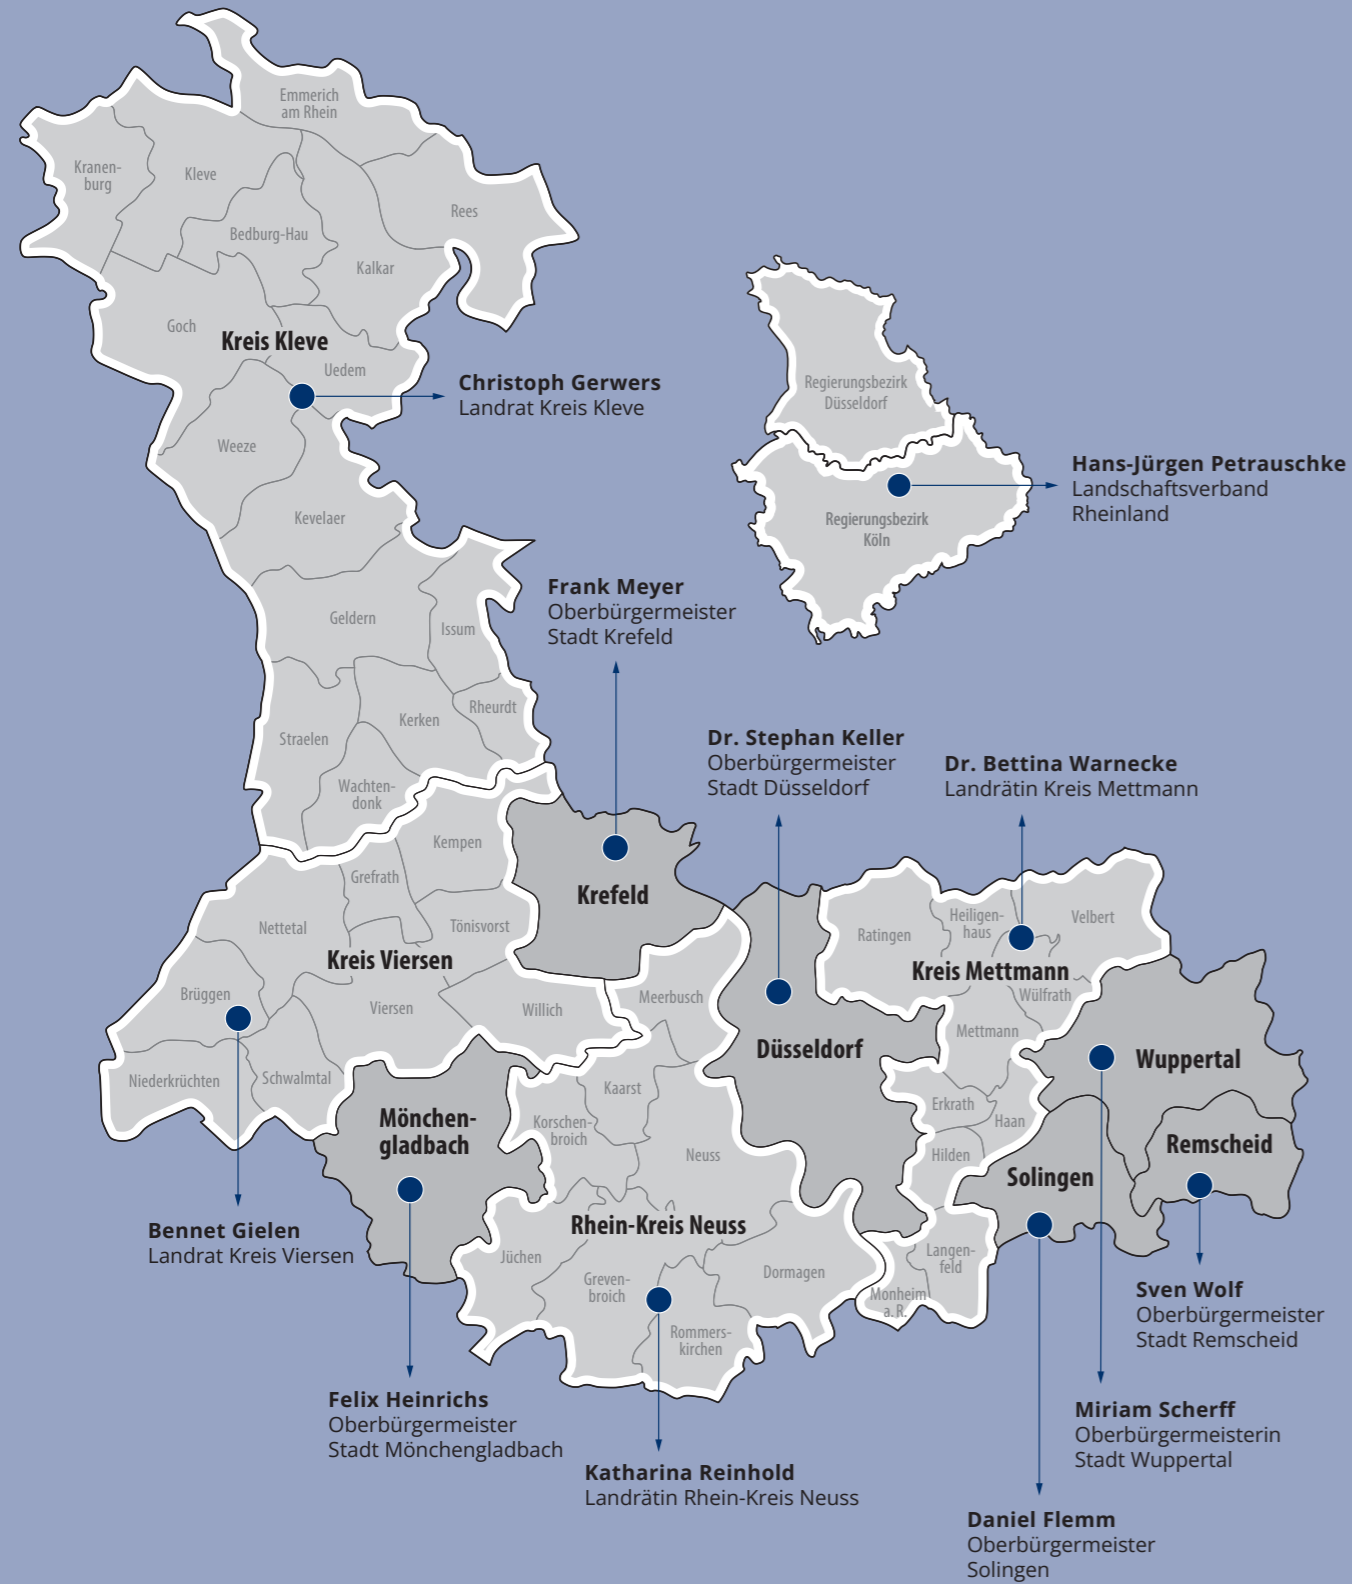 Emmerich
am Rhein
Kranen-
burg
Kleve
Rees
Bedburg-Hau
Kalkar
Goch
Kreis Kleve
Uedem
Christoph Gerwers
Landrat Kreis Kleve
Weeze
Kevelaer
Geldern
Issum
Straelen
Kerken
Rheurdt
Wachten-
donk
Regierungsbezirk
Düsseldorf
Regierungsbezirk
Köln
Hans-Jürgen Petrauschke
Landschaftsverband
Rheinland
Frank Meyer
Oberbürgermeister
Stadt Krefeld
Dr. Stephan Keller
Oberbürgermeister
Stadt Düsseldorf
Dr. Bettina Warnecke
Landrätin Kreis Mettmann
Kempen
Grefrath
Krefeld
Nettetal
Tönisvorst
Kreis Viersen
Brüggen
Viersen
Willich
Niederkrüchten
Schwalmtal
Meerbusch
Düsseldorf
Ratingen
Heiligen-
haus
Velbert
Kreis Mettmann
Wülfrath
Mettmann
Wuppertal
Erkrath
Haan
Hilden
Solingen
Remscheid
Mönchen-
gladbach
Kaarst
Korschen-
broich
Neuss
Rhein-Kreis Neuss
Jüchen
Greven-
broich
Dormagen
Rommers-
kirchen
Langen-
feld
Monheim
a. R.
Bennet Gielen
Landrat Kreis Viersen
Sven Wolf
Oberbürgermeister
Stadt Remscheid
Felix Heinrichs
Oberbürgermeister
Stadt Mönchengladbach
Miriam Scherff
Oberbürgermeisterin
Stadt Wuppertal
Katharina Reinhold
Landrätin Rhein-Kreis Neuss
Daniel Flemm
Oberbürgermeister
Solingen